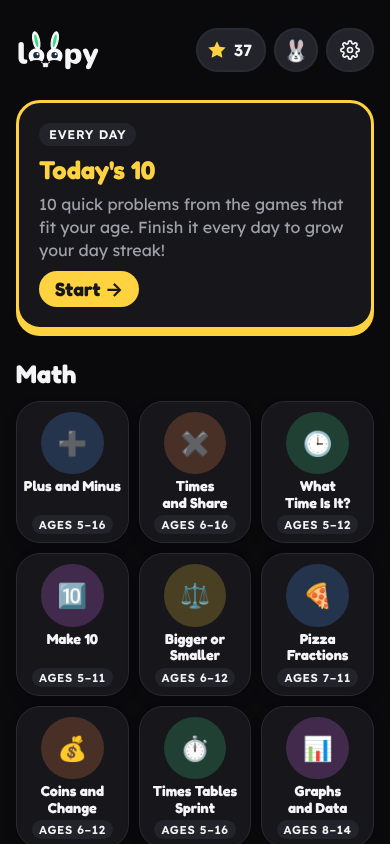 loopy
37
EVERY DAY
Today's 10
10 quick problems from the games that
fit your age. Finish it every day to grow
your day streak!
Start →
Math
Plus and Minus
AGES 5–16
Times
and Share
AGES 6–16
What
Time Is It?
AGES 5–12
10
Make 10
AGES 5–11
Bigger or
Smaller
AGES 6–12
Pizza
Fractions
AGES 7–11
Coins and
Change
AGES 6–12
Times Tables
Sprint
AGES 5–16
Graphs
and Data
AGES 8–14